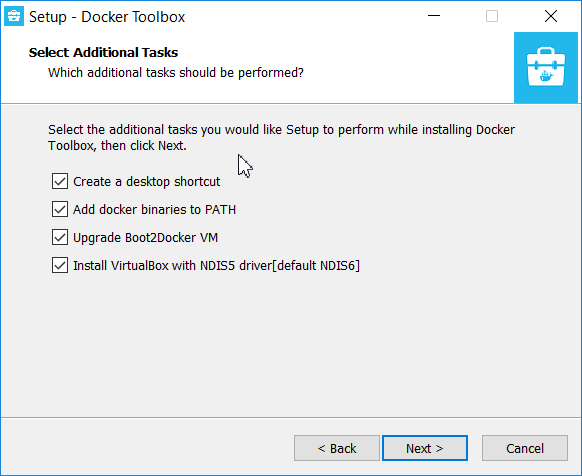 Setup - Docker Toolbox
Select Additional Tasks
Which additional tasks should be performed?
Select the additional tasks you would like Setup to perform while installing Docker
Toolbox, then click Next.
Create a desktop shortcut
Add docker binaries to PATH
Upgrade Boot2Docker VM
Install VirtualBox with NDIS5 driver[default NDIS6]
< Back
Next >
Cancel